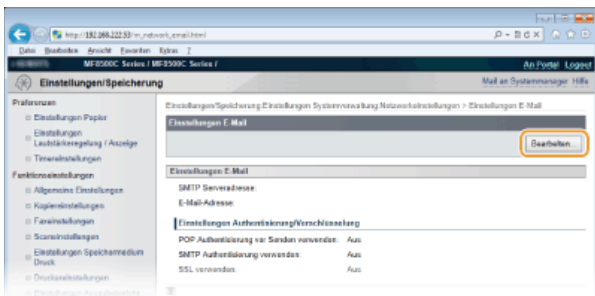 http://192.168.222.33/m_network_email.html
Datei Bearbeiten Ansicht Favoriten Extras ?
MF8500C Series / MF8500C Series /
An Portal Logout
Einstellungen/Speicherung
Mail an Systemmanager Hilfe
Präferenzen
Einstellungen Papier
Einstellungen
Lautstärkeregelung / Anzeige
Timereinstellungen
Funktionseinstellungen
Allgemeine Einstellungen
Kopiereinstellungen
Faxeinstellungen
Scaneinstellungen
Einstellungen Speichermedium
Druck
Druckereinstellungen
Einstellungen Ausgabebericht
Einstellungen/Speicherung:Einstellungen Systemverwaltung:Netzwerkeinstellungen > Einstellungen E-Mail
Einstellungen E-Mail
Bearbeiten...
Einstellungen E-Mail
SMTP Serveradresse:
E-Mail-Adresse:
Einstellungen Authentisierung/Verschlüsselung
POP Authentisierung vor Senden verwenden: Aus
SMTP Authentisierung verwenden: Aus
SSL verwenden: Aus